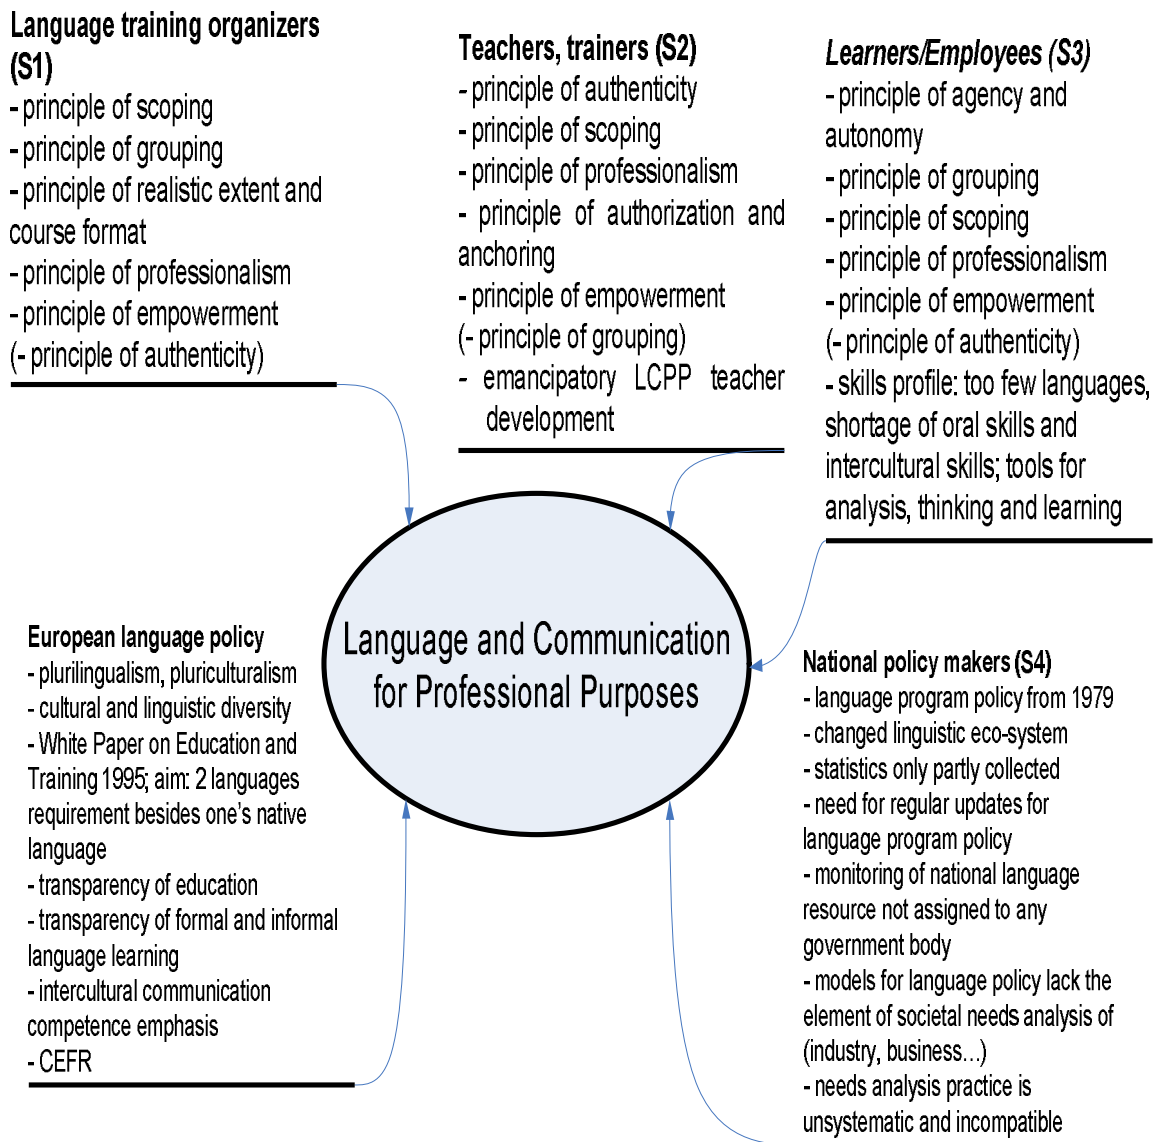 Language training organizers
(S1)
- principle of scoping
- principle of grouping
- principle of realistic extent and
course format
- principle of professionalism
- principle of empowerment
(- principle of authenticity)
Teachers, trainers (S2)
- principle of authenticity
- principle of scoping
- principle of professionalism
- principle of authorization and
anchoring
- principle of empowerment
(- principle of grouping)
- emancipatory LCPP teacher
development
Learners/Employees (S3)
- principle of agency and
autonomy
- principle of grouping
- principle of scoping
- principle of professionalism
- principle of empowerment
(- principle of authenticity)
- skills profile: too few languages,
shortage of oral skills and
intercultural skills; tools for
analysis, thinking and learning
Language and Communication
for Professional Purposes
European language policy
- plurilingualism, pluriculturalism
- cultural and linguistic diversity
- White Paper on Education and
Training 1995; aim: 2 languages
requirement besides one's native
language
- transparency of education
- transparency of formal and informal
language learning
- intercultural communication
competence emphasis
- CEFR
National policy makers (S4)
- language program policy from 1979
- changed linguistic eco-system
- statistics only partly collected
- need for regular updates for
language program policy
- monitoring of national language
resource not assigned to any
government body
- models for language policy lack the
element of societal needs analysis of
(industry, business…)
- needs analysis practice is
unsystematic and incompatible